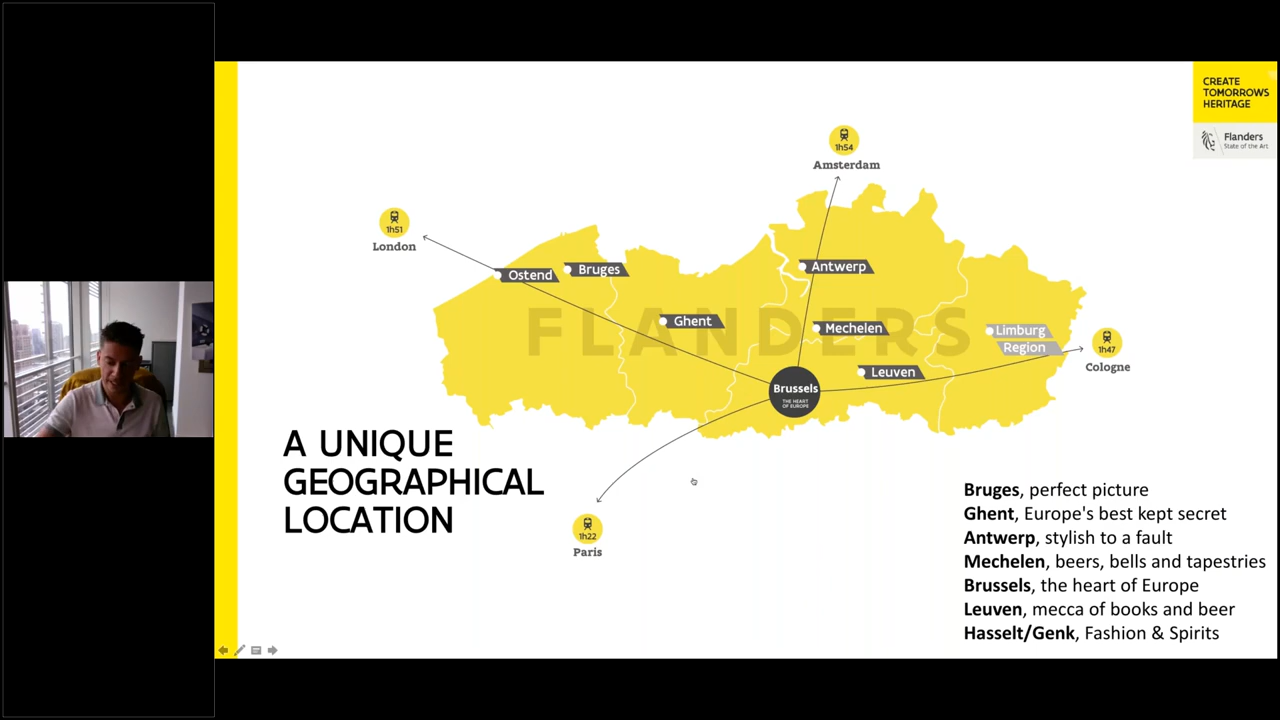 CREATE
TOMORROWS
HERITAGE
Flanders
State of the Art
1h54
Amsterdam
1h51
London
Ostend
Bruges
Antwerp
FLANDERS
Ghent
Mechelen
Limburg
Region
1h47
Cologne
Leuven
Brussels
THE HEART
OF EUROPE
A UNIQUE
GEOGRAPHICAL
LOCATION
1h22
Paris
Bruges, perfect picture
Ghent, Europe's best kept secret
Antwerp, stylish to a fault
Mechelen, beers, bells and tapestries
Brussels, the heart of Europe
Leuven, mecca of books and beer
Hasselt/Genk, Fashion & Spirits